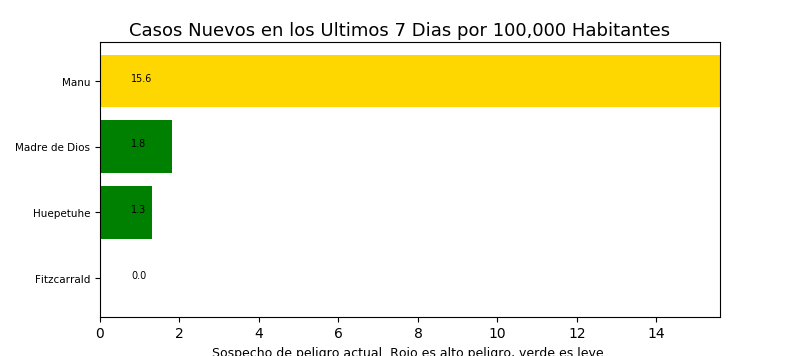 Casos Nuevos en los Ultimos 7 Dias por 100,000 Habitantes
Manu 15.6
Madre de Dios 1.8
Huepetuhe 1.3
Fitzcarrald 0.0
0 2 4 6 8 10 12 14
Sospecho de peligro actual. Rojo es alto peligro, verde es leve